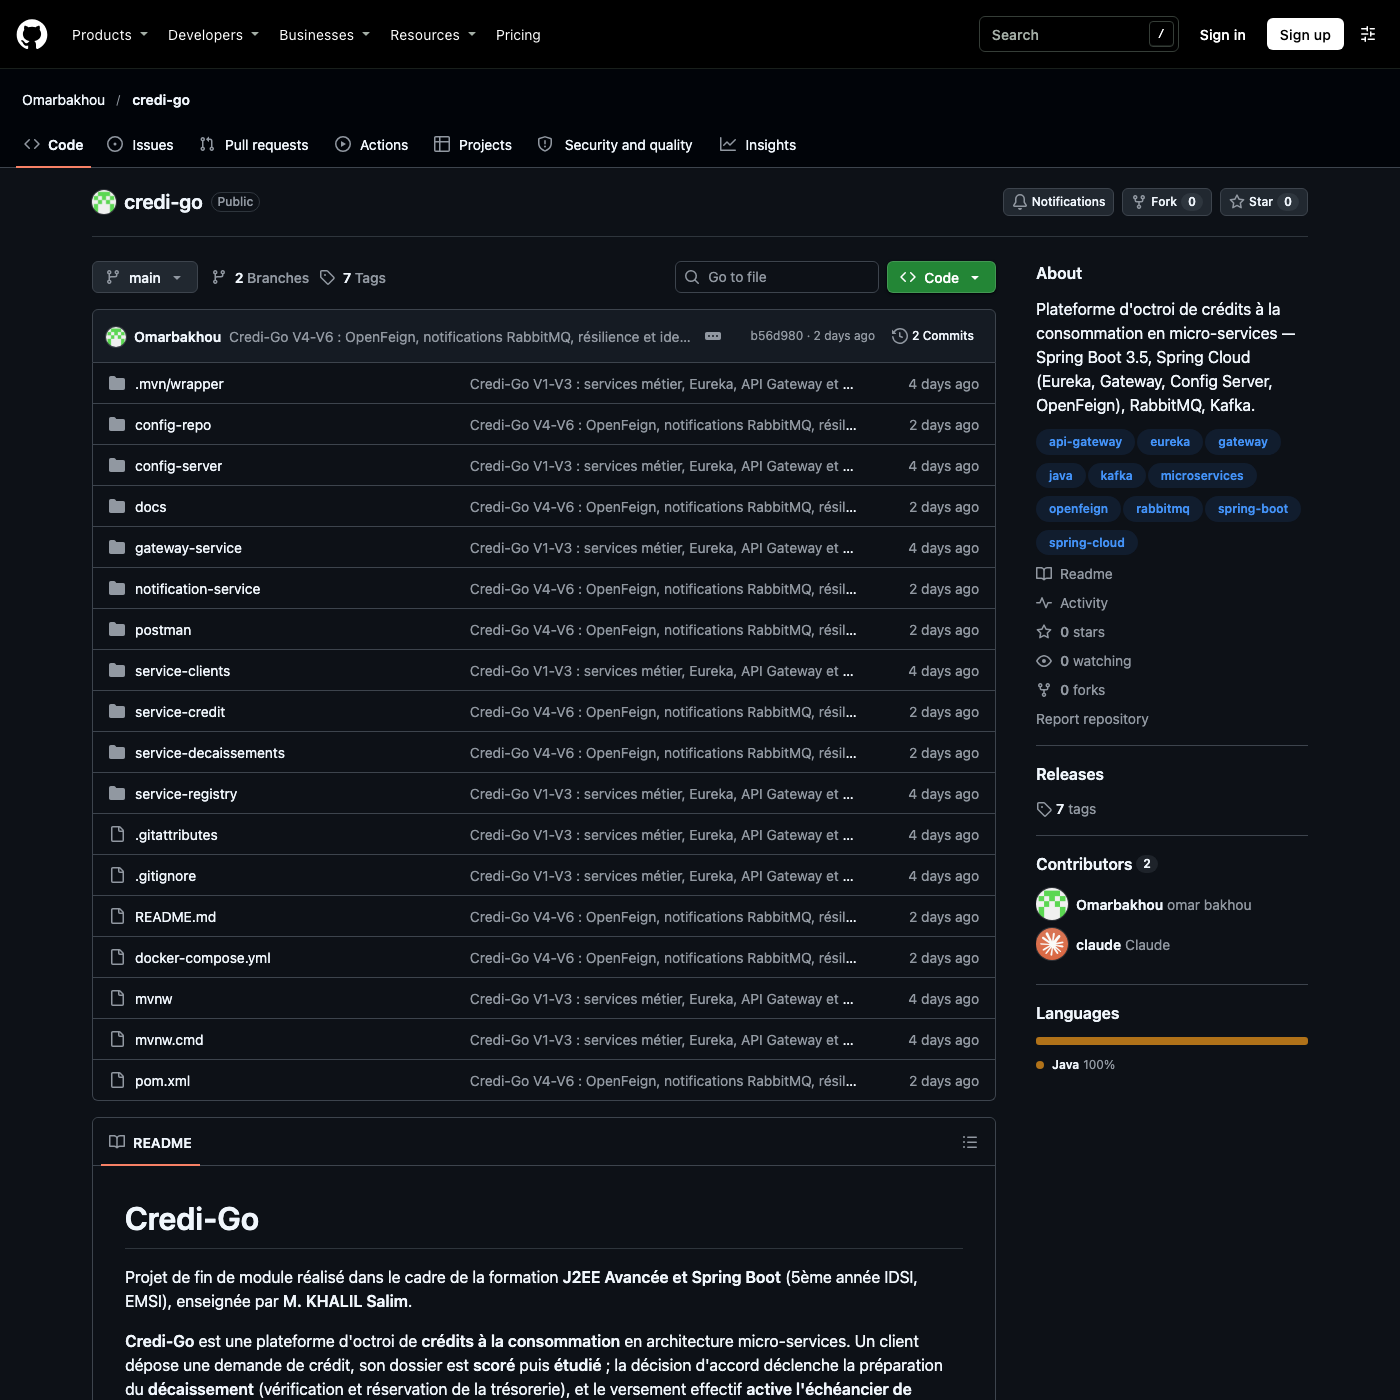 Products Developers Businesses Resources Pricing Search / Sign in Sign up
Omarbakhou / credi-go
Code Issues Pull requests Actions Projects Security and quality Insights
credi-go Public Notifications Fork 0 Star 0
main 2 Branches 7 Tags Go to file Code
Omarbakhou Credi-Go V4-V6 : OpenFeign, notifications RabbitMQ, résilience et ide... b56d980 · 2 days ago 2 Commits
.mvn/wrapper Credi-Go V1-V3 : services métier, Eureka, API Gateway et ... 4 days ago
config-repo Credi-Go V4-V6 : OpenFeign, notifications RabbitMQ, résil... 2 days ago
config-server Credi-Go V1-V3 : services métier, Eureka, API Gateway et ... 4 days ago
docs Credi-Go V4-V6 : OpenFeign, notifications RabbitMQ, résil... 2 days ago
gateway-service Credi-Go V1-V3 : services métier, Eureka, API Gateway et ... 4 days ago
notification-service Credi-Go V4-V6 : OpenFeign, notifications RabbitMQ, résil... 2 days ago
postman Credi-Go V4-V6 : OpenFeign, notifications RabbitMQ, résil... 2 days ago
service-clients Credi-Go V1-V3 : services métier, Eureka, API Gateway et ... 4 days ago
service-credit Credi-Go V4-V6 : OpenFeign, notifications RabbitMQ, résil... 2 days ago
service-decaissements Credi-Go V4-V6 : OpenFeign, notifications RabbitMQ, résil... 2 days ago
service-registry Credi-Go V1-V3 : services métier, Eureka, API Gateway et ... 4 days ago
.gitattributes Credi-Go V1-V3 : services métier, Eureka, API Gateway et ... 4 days ago
.gitignore Credi-Go V1-V3 : services métier, Eureka, API Gateway et ... 4 days ago
README.md Credi-Go V4-V6 : OpenFeign, notifications RabbitMQ, résil... 2 days ago
docker-compose.yml Credi-Go V4-V6 : OpenFeign, notifications RabbitMQ, résil... 2 days ago
mvnw Credi-Go V1-V3 : services métier, Eureka, API Gateway et ... 4 days ago
mvnw.cmd Credi-Go V1-V3 : services métier, Eureka, API Gateway et ... 4 days ago
pom.xml Credi-Go V4-V6 : OpenFeign, notifications RabbitMQ, résil... 2 days ago
README
Credi-Go
Projet de fin de module réalisé dans le cadre de la formation J2EE Avancée et Spring Boot (5ème année IDSI,
EMSI), enseignée par M. KHALIL Salim.
Credi-Go est une plateforme d'octroi de crédits à la consommation en architecture micro-services. Un client
dépose une demande de crédit, son dossier est scoré puis étudié ; la décision d'accord déclenche la préparation
du décaissement (vérification et réservation de la trésorerie), et le versement effectif active l'échéancier de
About
Plateforme d'octroi de crédits à la
consommation en micro-services —
Spring Boot 3.5, Spring Cloud
(Eureka, Gateway, Config Server,
OpenFeign), RabbitMQ, Kafka.
api-gateway eureka gateway
java kafka microservices
openfeign rabbitmq spring-boot
spring-cloud
Readme
Activity
0 stars
0 watching
0 forks
Report repository
Releases
7 tags
Contributors 2
Omarbakhou omar bakhou
claude Claude
Languages
Java 100%